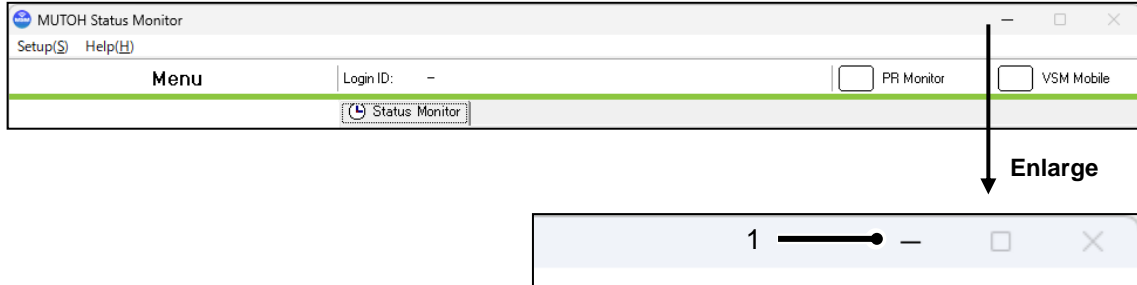 MUTOH Status Monitor
Setup(S) Help(H)
Menu Login ID: - PR Monitor VSM Mobile
Status Monitor
Enlarge
1